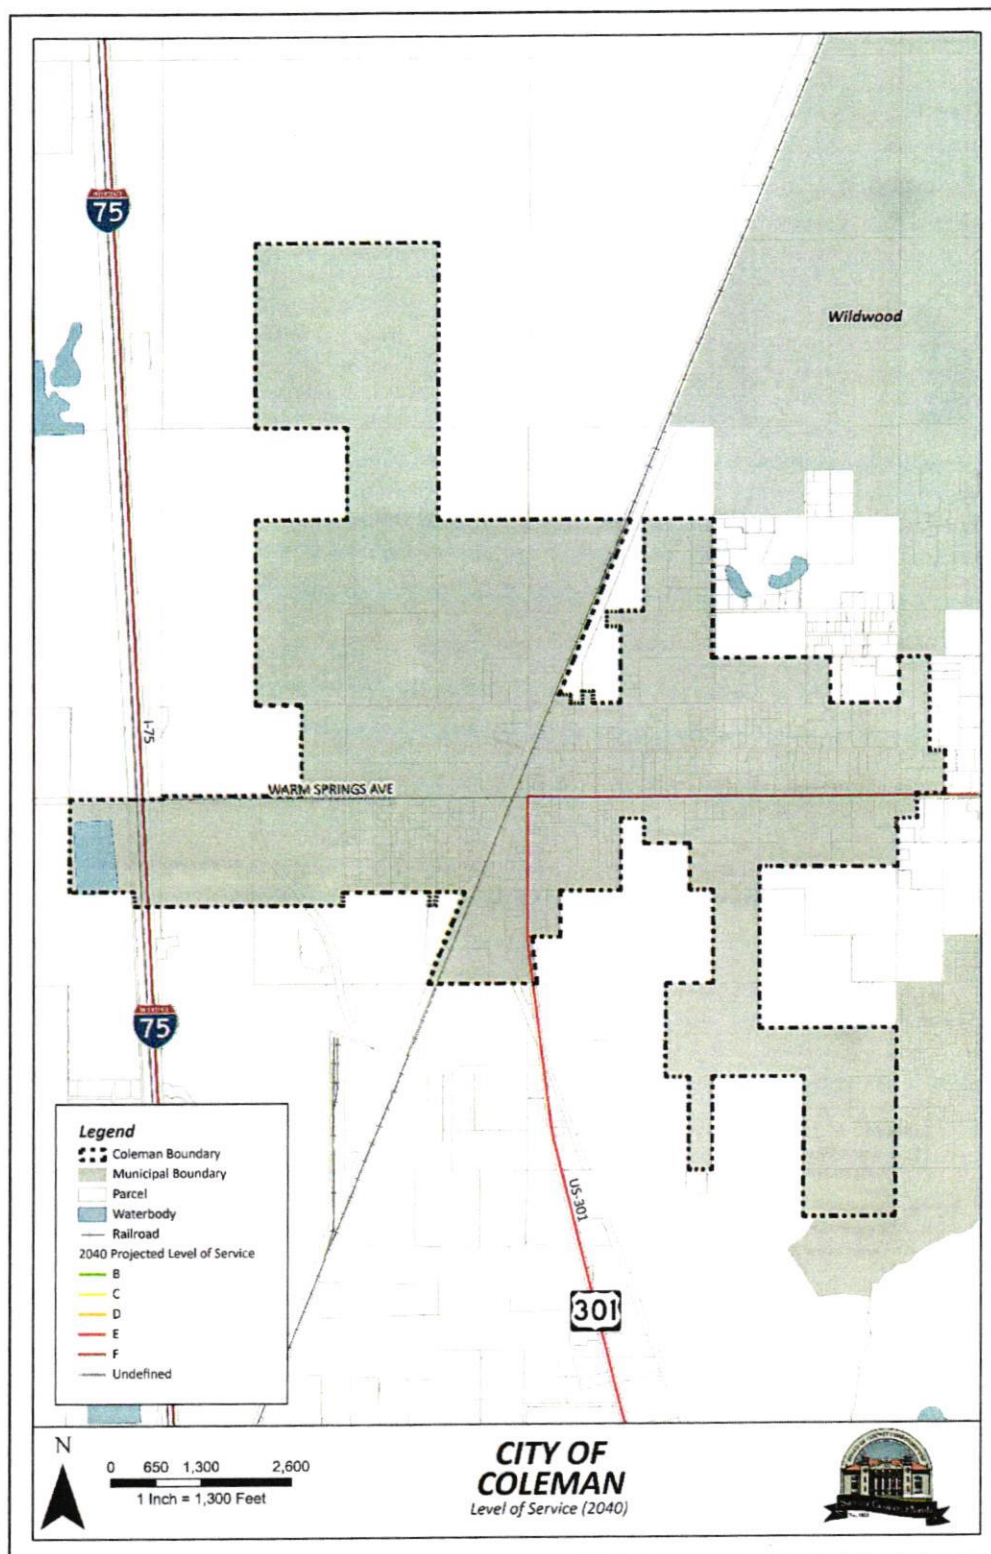 INTERSTATE
75
Wildwood
I-75
WARM SPRINGS AVE
INTERSTATE
75
US-301
301
Legend
Coleman Boundary
Municipal Boundary
Parcel
Waterbody
Railroad
2040 Projected Level of Service
B
C
D
E
F
Undefined
N
0 650 1,300 2,600
1 Inch = 1,300 Feet
CITY OF
COLEMAN
Level of Service (2040)